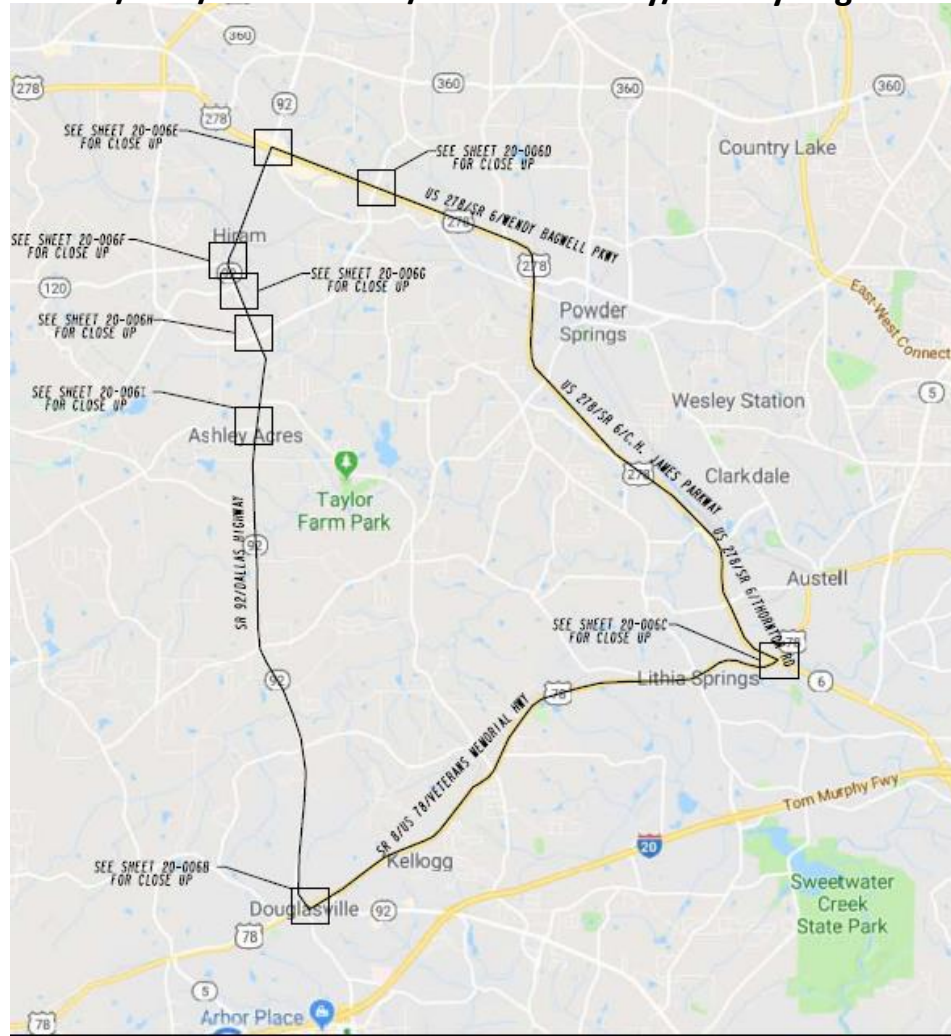 360
278
92
360
360
360
278
SEE SHEET 20-006E
FOR CLOSE UP
Country Lake
SEE SHEET 20-006D
FOR CLOSE UP
US 278/SR 6/WENDY BAGWELL PKWY
278
278
Hiram
SEE SHEET 20-006F
FOR CLOSE UP
SEE SHEET 20-006G
FOR CLOSE UP
120
East-West Connect
Powder
Springs
SEE SHEET 20-006H
FOR CLOSE UP
SEE SHEET 20-006I
FOR CLOSE UP
5
US 278/SR 6/C.H. JAMES PARKWAY
Wesley Station
Ashley Acres
278
Clarkdale
Taylor
Farm Park
SR 92/DALLAS HIGHWAY
92
US 278/SR 6/THORNTON RD
Austell
SEE SHEET 20-006C
FOR CLOSE UP
78
Lithia Springs
6
92
78
SR 8/US 78/VETERANS MEMORIAL HWY
Tom Murphy Fwy
20
SEE SHEET 20-006B
FOR CLOSE UP
Kellogg
Sweetwater
Creek
State Park
Douglasville
92
78
5
Arbor Place
78